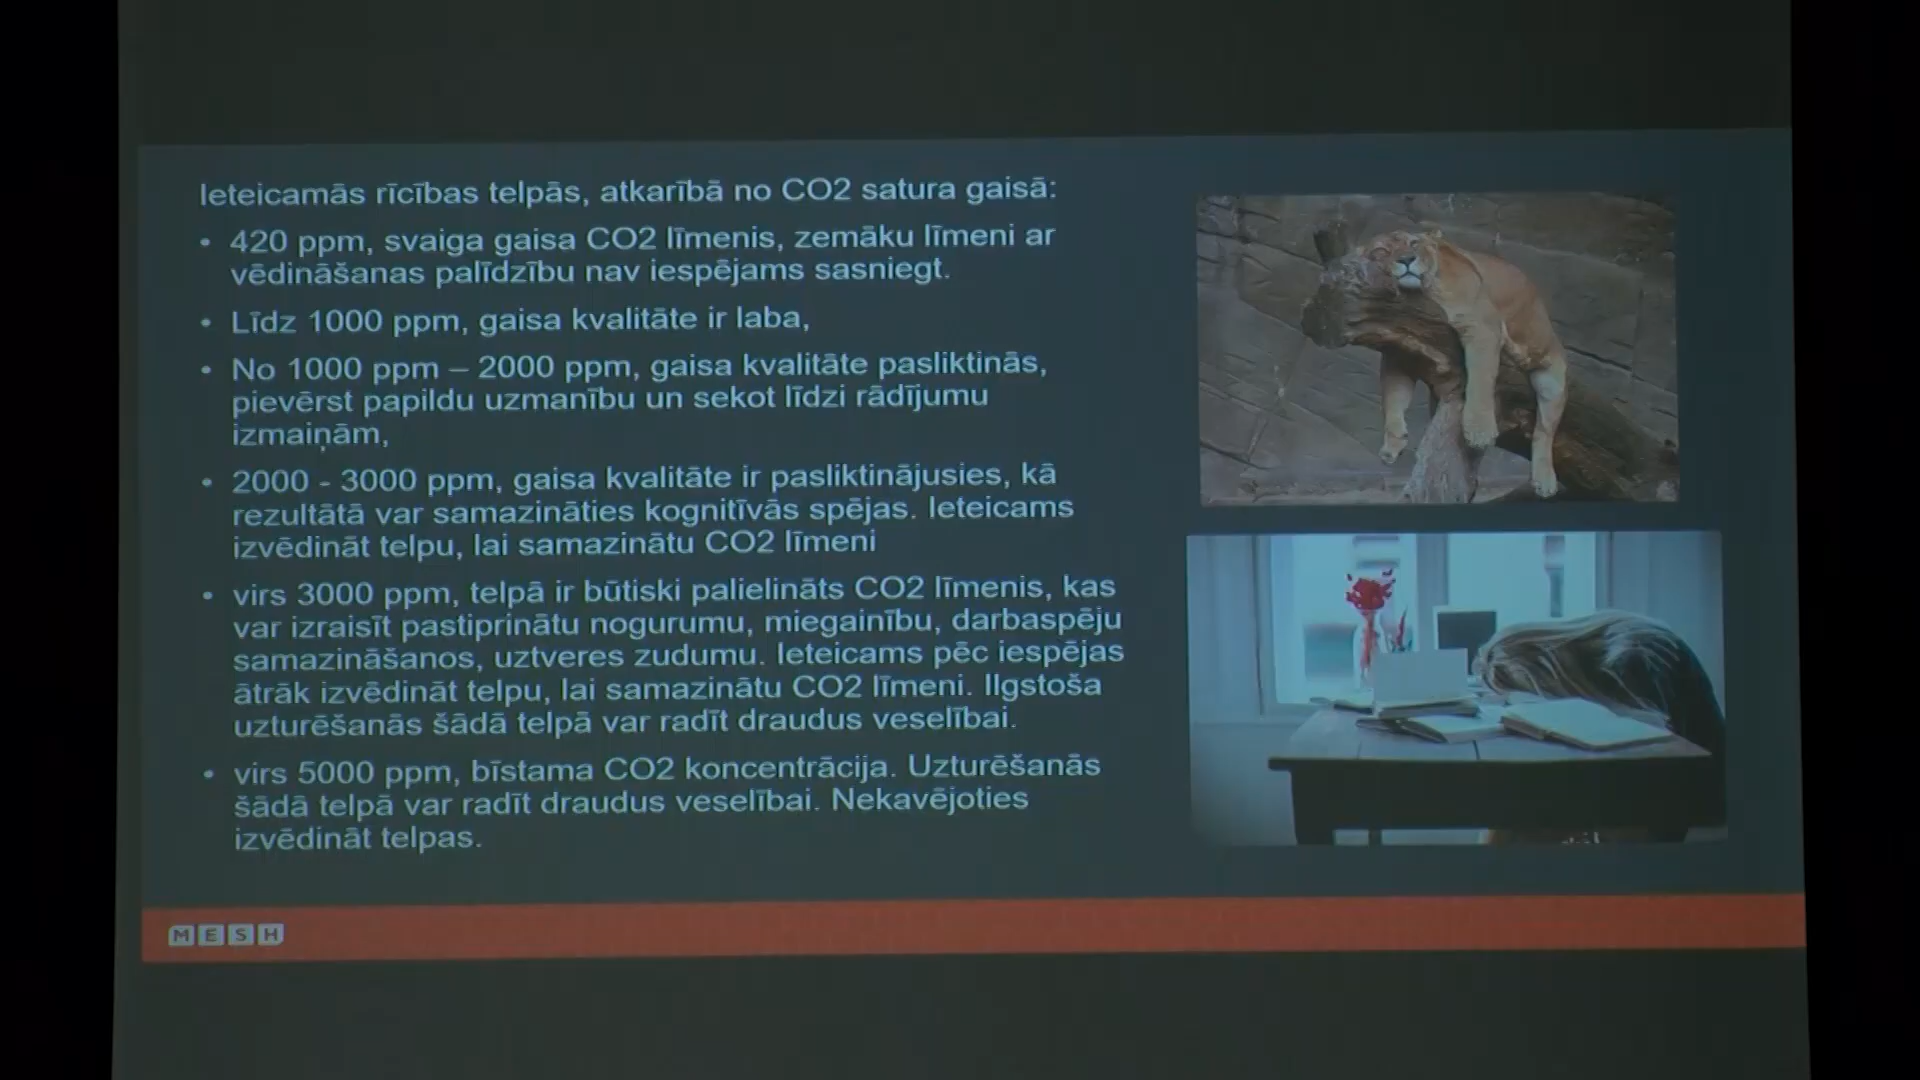 Ieteicamās rīcības telpās, atkarībā no CO2 satura gaisā:
• 420 ppm, svaiga gaisa CO2 līmenis, zemāku līmeni ar
vēdināšanas palīdzību nav iespējams sasniegt.
• Līdz 1000 ppm, gaisa kvalitāte ir laba,
• No 1000 ppm – 2000 ppm, gaisa kvalitāte pasliktinās,
pievērst papildu uzmanību un sekot līdzi rādījumu
izmaiņām,
• 2000 - 3000 ppm, gaisa kvalitāte ir pasliktinājusies, kā
rezultātā var samazināties kognitīvās spējas. Ieteicams
izvēdināt telpu, lai samazinātu CO2 līmeni
• virs 3000 ppm, telpā ir būtiski palielināts CO2 līmenis, kas
var izraisīt pastiprinātu nogurumu, miegainību, darbaspēju
samazināšanos, uztveres zudumu. Ieteicams pēc iespējas
ātrāk izvēdināt telpu, lai samazinātu CO2 līmeni. Ilgstoša
uzturēšanās šādā telpā var radīt draudus veselībai.
• virs 5000 ppm, bīstama CO2 koncentrācija. Uzturēšanās
šādā telpā var radīt draudus veselībai. Nekavējoties
izvēdināt telpas.
MESH